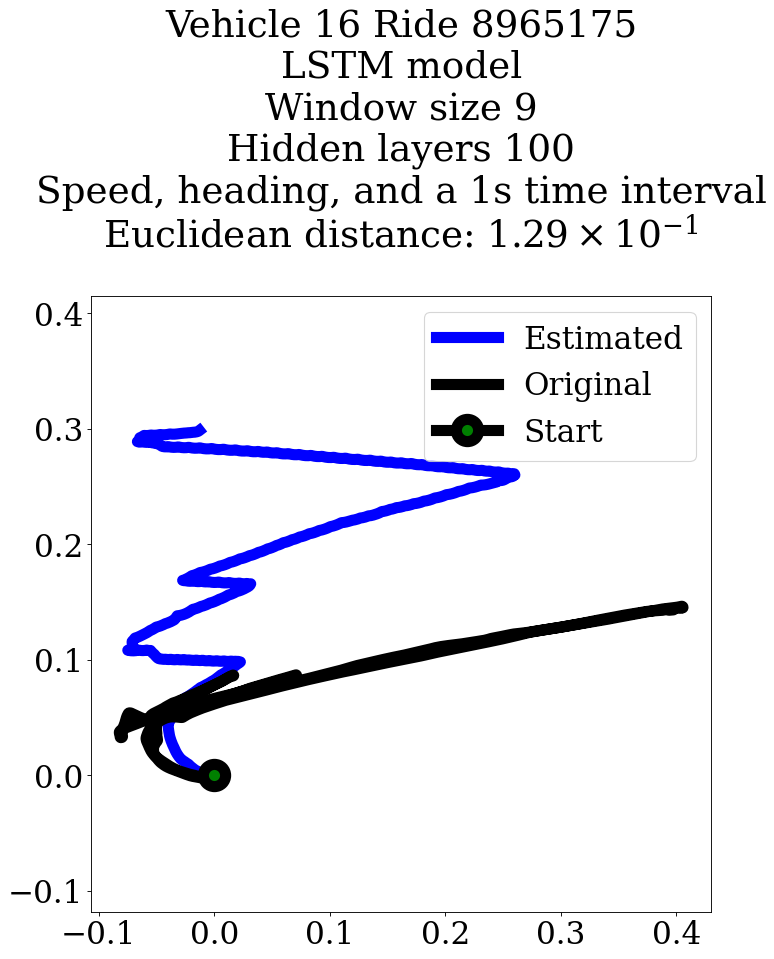 Vehicle 16 Ride 8965175
LSTM model
Window size 9
Hidden layers 100
Speed, heading, and a 1s time interval
Euclidean distance: 1.29 × 10⁻¹
Estimated
Original
Start
0.4
0.3
0.2
0.1
0.0
−0.1
−0.1 0.0 0.1 0.2 0.3 0.4